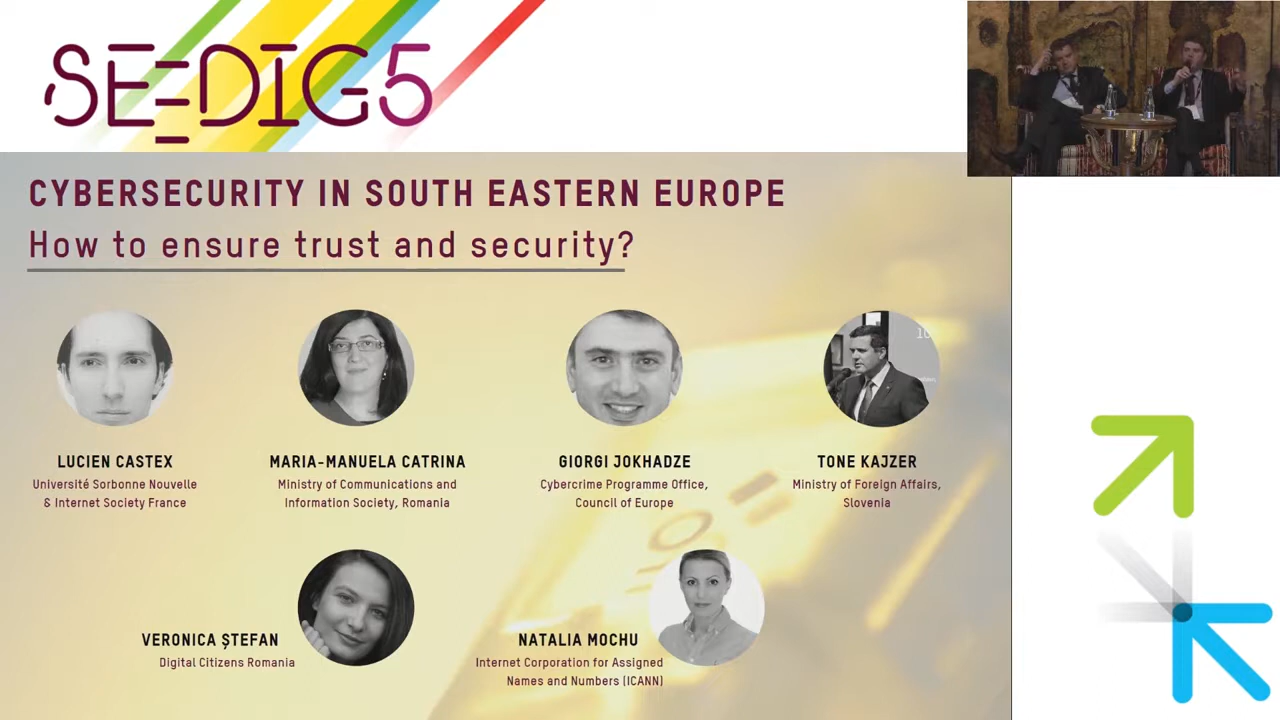 SEEDIG5
CYBERSECURITY IN SOUTH EASTERN EUROPE
How to ensure trust and security?
LUCIEN CASTEX
Université Sorbonne Nouvelle
& Internet Society France
MARIA-MANUELA CATRINA
Ministry of Communications and
Information Society, Romania
GIORGI JOKHADZE
Cybercrime Programme Office,
Council of Europe
TONE KAJZER
Ministry of Foreign Affairs,
Slovenia
VERONICA ȘTEFAN
Digital Citizens Romania
NATALIA MOCHU
Internet Corporation for Assigned
Names and Numbers (ICANN)